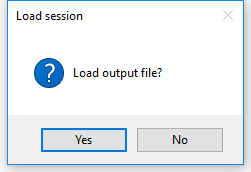 Load session
Load output file?
Yes
No